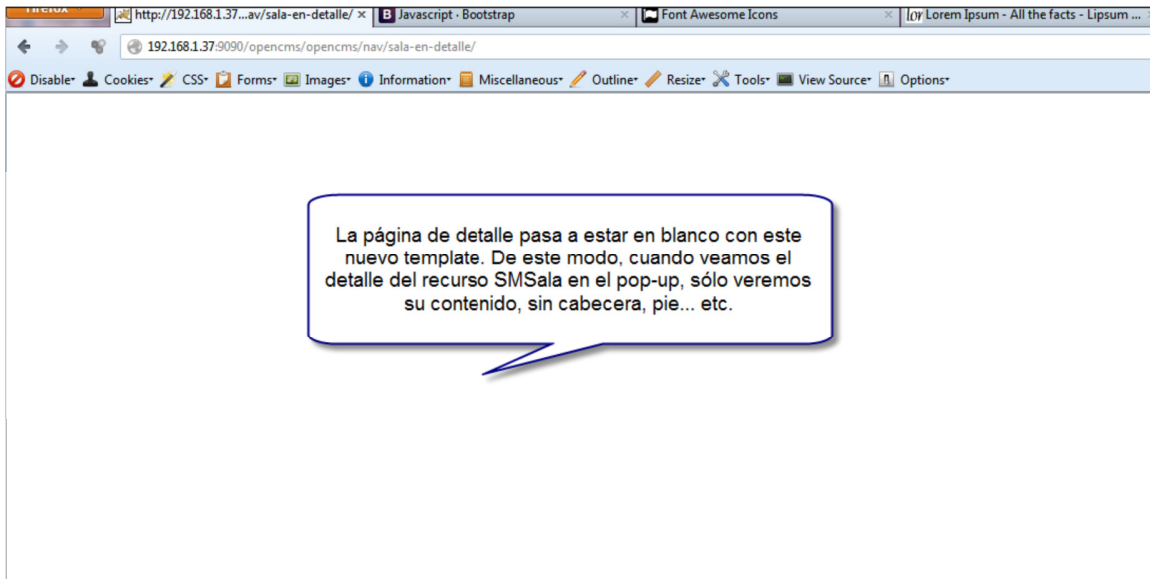 Firefox
http://192.168.1.37...av/sala-en-detalle/ ×
B Javascript · Bootstrap ×
Font Awesome Icons ×
lor Lorem Ipsum - All the facts - Lipsum ...
192.168.1.37:9090/opencms/opencms/nav/sala-en-detalle/
Disable Cookies CSS Forms Images Information Miscellaneous Outline Resize Tools View Source Options
La página de detalle pasa a estar en blanco con este
nuevo template. De este modo, cuando veamos el
detalle del recurso SMSala en el pop-up, sólo veremos
su contenido, sin cabecera, pie... etc.